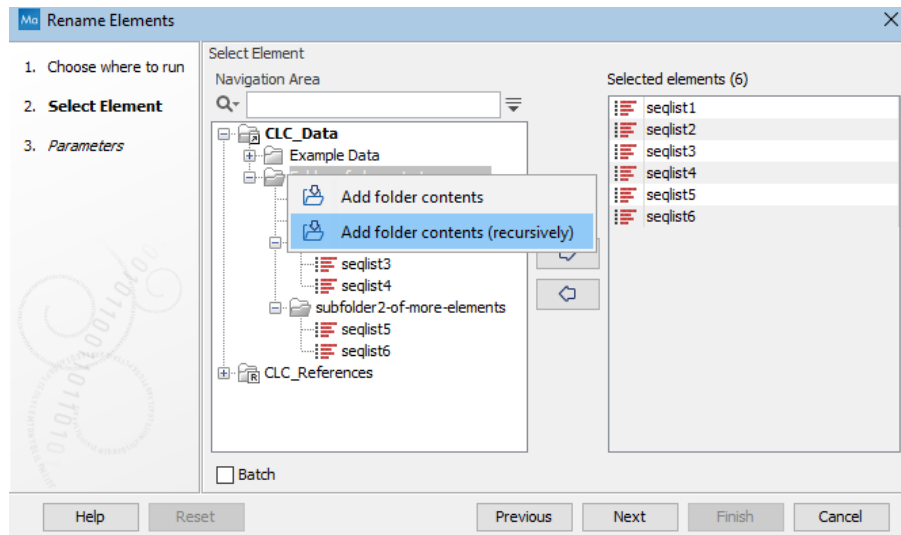 Ma Rename Elements
1. Choose where to run
2. Select Element
3. Parameters
Select Element
Navigation Area
CLC_Data
Example Data
Add folder contents
Add folder contents (recursively)
seqlist3
seqlist4
subfolder2-of-more-elements
seqlist5
seqlist6
CLC_References
R
Batch
Selected elements (6)
seqlist1
seqlist2
seqlist3
seqlist4
seqlist5
seqlist6
Help
Reset
Previous
Next
Finish
Cancel